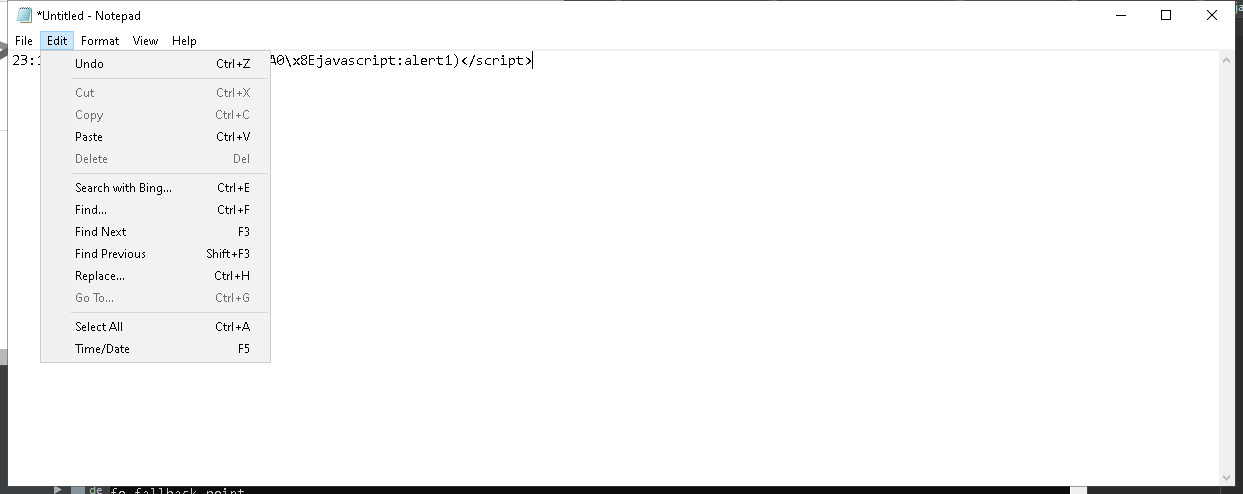 *Untitled - Notepad
File Edit Format View Help
23:1
A0\x8Ejavascript:alert1)</script>
Undo Ctrl+Z
Cut Ctrl+X
Copy Ctrl+C
Paste Ctrl+V
Delete Del
Search with Bing... Ctrl+E
Find... Ctrl+F
Find Next F3
Find Previous Shift+F3
Replace... Ctrl+H
Go To... Ctrl+G
Select All Ctrl+A
Time/Date F5
de fo fallback point